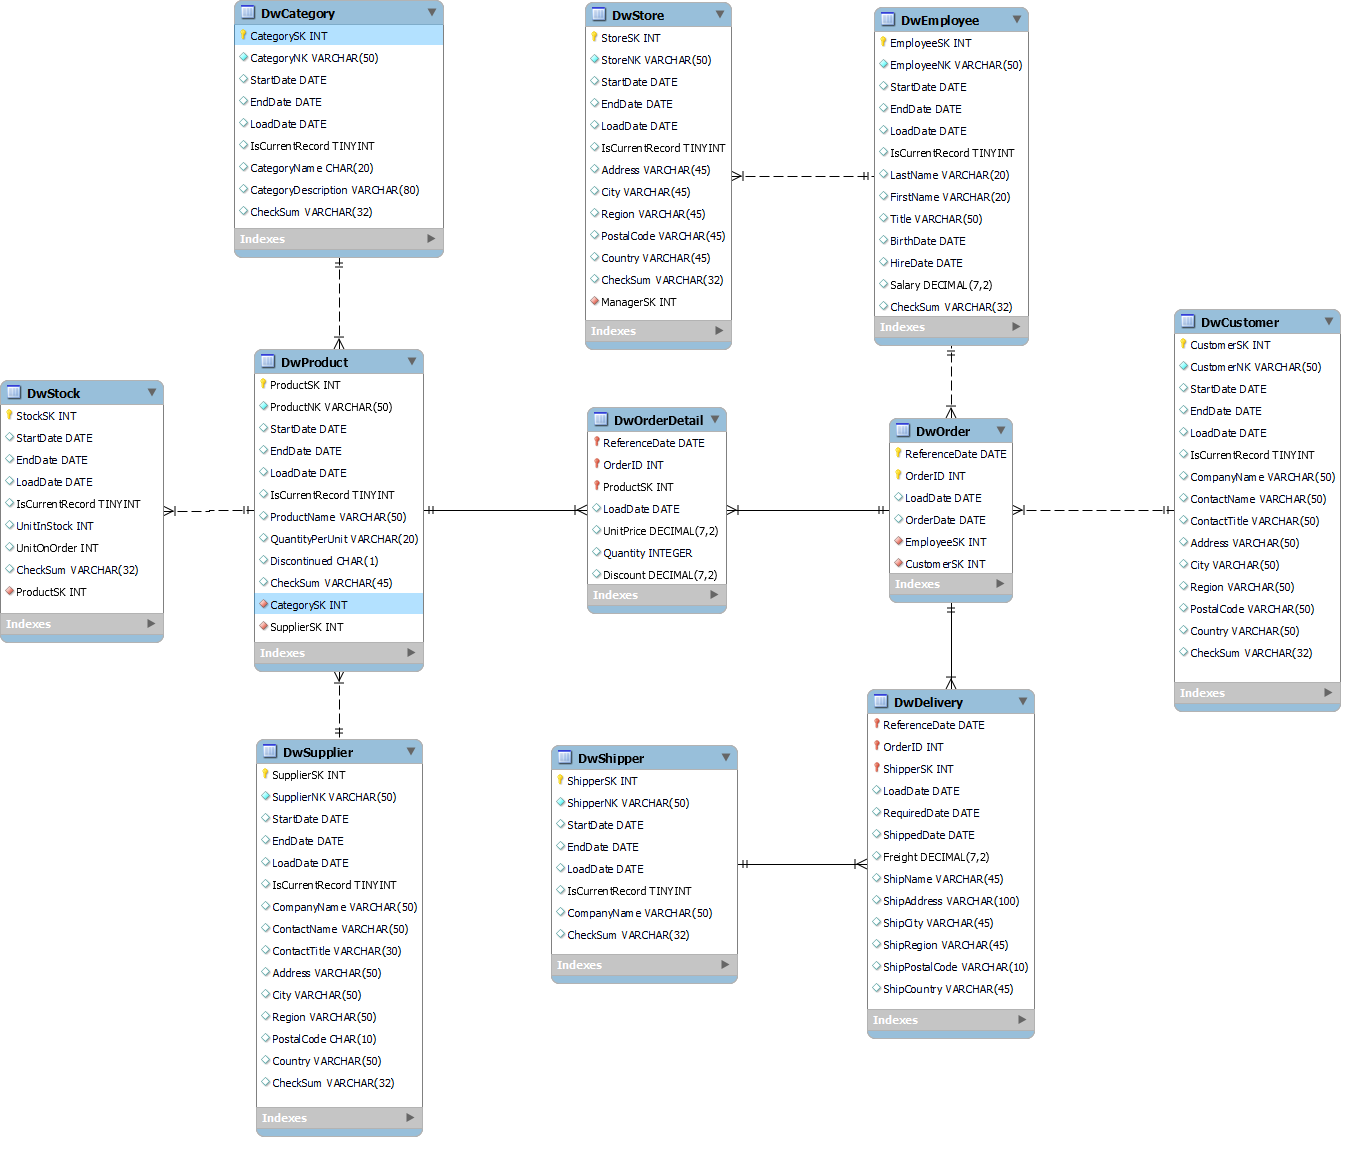 DwCategory
CategorySK INT
CategoryNK VARCHAR(50)
StartDate DATE
EndDate DATE
LoadDate DATE
IsCurrentRecord TINYINT
CategoryName CHAR(20)
CategoryDescription VARCHAR(80)
CheckSum VARCHAR(32)
Indexes
DwStore
StoreSK INT
StoreNK VARCHAR(50)
StartDate DATE
EndDate DATE
LoadDate DATE
IsCurrentRecord TINYINT
Address VARCHAR(45)
City VARCHAR(45)
Region VARCHAR(45)
PostalCode VARCHAR(45)
Country VARCHAR(45)
CheckSum VARCHAR(32)
ManagerSK INT
Indexes
DwEmployee
EmployeeSK INT
EmployeeNK VARCHAR(50)
StartDate DATE
EndDate DATE
LoadDate DATE
IsCurrentRecord TINYINT
LastName VARCHAR(20)
FirstName VARCHAR(20)
Title VARCHAR(50)
BirthDate DATE
HireDate DATE
Salary DECIMAL(7,2)
CheckSum VARCHAR(32)
Indexes
DwCustomer
CustomerSK INT
CustomerNK VARCHAR(50)
StartDate DATE
EndDate DATE
LoadDate DATE
IsCurrentRecord TINYINT
CompanyName VARCHAR(50)
ContactName VARCHAR(50)
ContactTitle VARCHAR(50)
Address VARCHAR(50)
City VARCHAR(50)
Region VARCHAR(50)
PostalCode VARCHAR(50)
Country VARCHAR(50)
CheckSum VARCHAR(32)
Indexes
DwStock
StockSK INT
StartDate DATE
EndDate DATE
LoadDate DATE
IsCurrentRecord TINYINT
UnitInStock INT
UnitOnOrder INT
CheckSum VARCHAR(32)
ProductSK INT
Indexes
DwProduct
ProductSK INT
ProductNK VARCHAR(50)
StartDate DATE
EndDate DATE
LoadDate DATE
IsCurrentRecord TINYINT
ProductName VARCHAR(50)
QuantityPerUnit VARCHAR(20)
Discontinued CHAR(1)
CheckSum VARCHAR(45)
CategorySK INT
SupplierSK INT
Indexes
DwOrderDetail
ReferenceDate DATE
OrderID INT
ProductSK INT
LoadDate DATE
UnitPrice DECIMAL(7,2)
Quantity INTEGER
Discount DECIMAL(7,2)
Indexes
DwOrder
ReferenceDate DATE
OrderID INT
LoadDate DATE
OrderDate DATE
EmployeeSK INT
CustomerSK INT
Indexes
DwSupplier
SupplierSK INT
SupplierNK VARCHAR(50)
StartDate DATE
EndDate DATE
LoadDate DATE
IsCurrentRecord TINYINT
CompanyName VARCHAR(50)
ContactName VARCHAR(50)
ContactTitle VARCHAR(30)
Address VARCHAR(50)
City VARCHAR(50)
Region VARCHAR(50)
PostalCode CHAR(10)
Country VARCHAR(50)
CheckSum VARCHAR(32)
Indexes
DwShipper
ShipperSK INT
ShipperNK VARCHAR(50)
StartDate DATE
EndDate DATE
LoadDate DATE
IsCurrentRecord TINYINT
CompanyName VARCHAR(50)
CheckSum VARCHAR(32)
Indexes
DwDelivery
ReferenceDate DATE
OrderID INT
ShipperSK INT
LoadDate DATE
RequiredDate DATE
ShippedDate DATE
Freight DECIMAL(7,2)
ShipName VARCHAR(45)
ShipAddress VARCHAR(100)
ShipCity VARCHAR(45)
ShipRegion VARCHAR(45)
ShipPostalCode VARCHAR(10)
ShipCountry VARCHAR(45)
Indexes